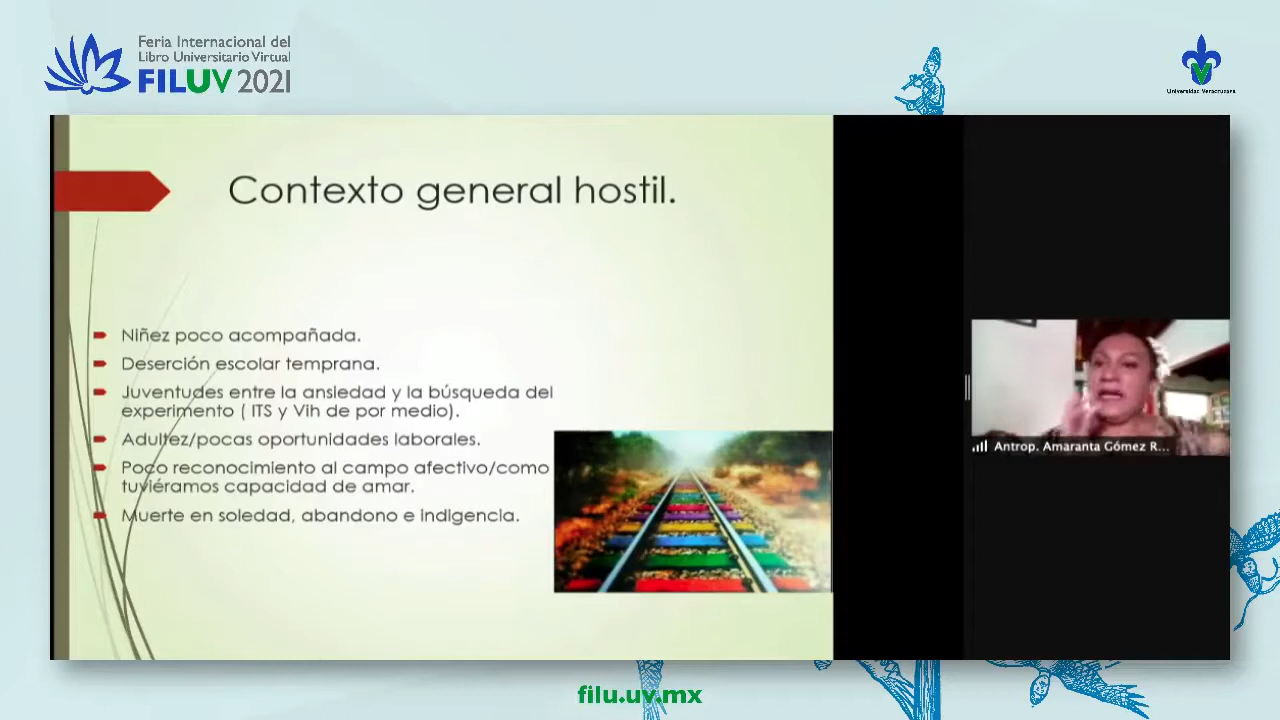 Feria Internacional del
Libro Universitario Virtual
FILUV 2021
Universidad Veracruzana
Contexto general hostil.
Niñez poco acompañada.
Deserción escolar temprana.
Juventudes entre la ansiedad y la búsqueda del
experimento ( ITS y Vih de por medio).
Adultez/pocas oportunidades laborales.
Poco reconocimiento al campo afectivo/como
tuviéramos capacidad de amar.
Muerte en soledad, abandono e indigencia.
Antrop. Amaranta Gómez R...
filu.uv.mx